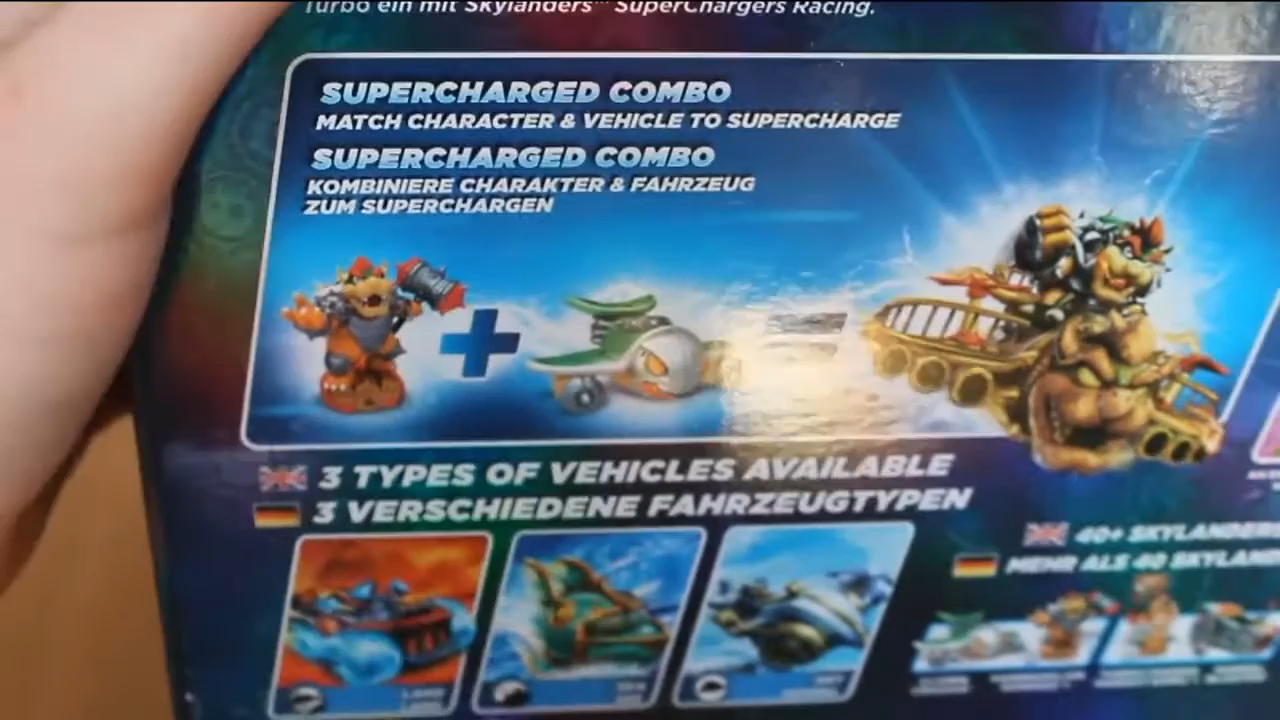 Turbo ein mit Skylanders™ SuperChargers Racing.
SUPERCHARGED COMBO
MATCH CHARACTER & VEHICLE TO SUPERCHARGE
SUPERCHARGED COMBO
KOMBINIERE CHARAKTER & FAHRZEUG
ZUM SUPERCHARGEN
3 TYPES OF VEHICLES AVAILABLE
3 VERSCHIEDENE FAHRZEUGTYPEN
40+ SKYLANDERS
MEHR ALS 40